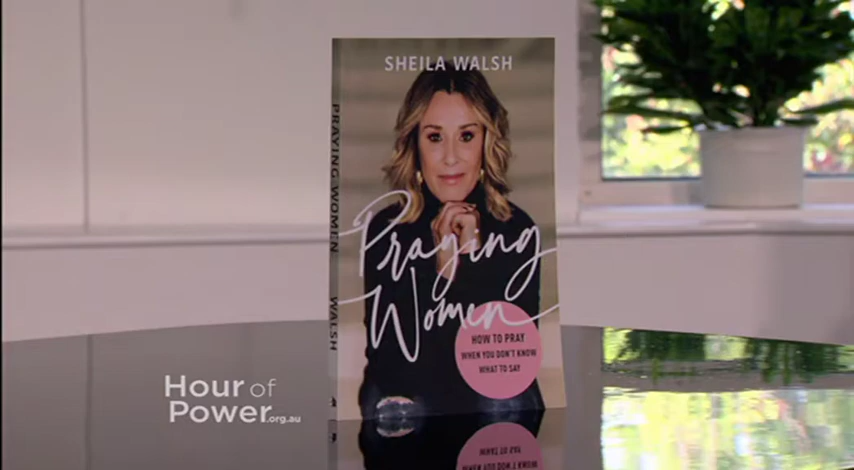 SHEILA WALSH
PRAYING WOMEN WALSH
Praying
Women
HOW TO PRAY
WHEN YOU DON'T KNOW
WHAT TO SAY
Hour of
Power.org.au